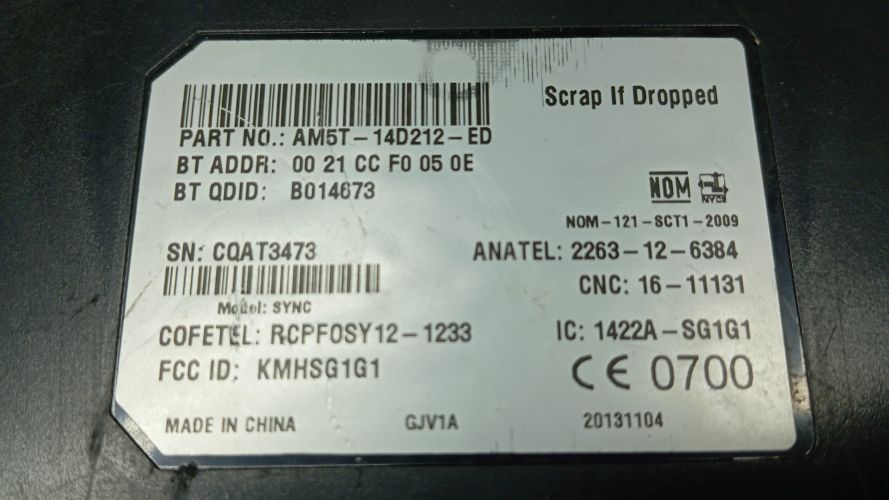 Scrap If Dropped
PART NO.: AM5T-14D212-ED
BT ADDR: 00 21 CC F0 05 0E
BT QDID: B014673
NOM NYCE
NOM-121-SCT1-2009
SN: CQAT3473
ANATEL: 2263-12-6384
CNC: 16-11131
Model: SYNC
COFETEL: RCPFOSY12-1233
IC: 1422A-SG1G1
FCC ID: KMHSG1G1
CE 0700
MADE IN CHINA GJV1A 20131104